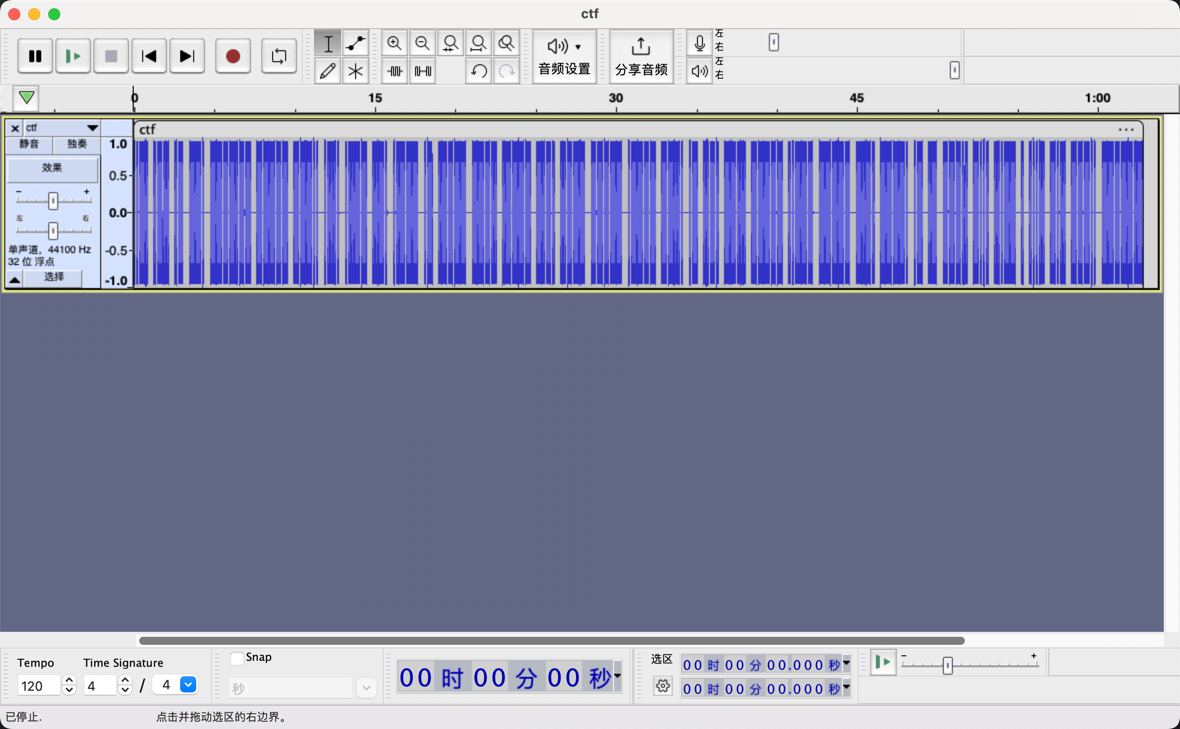 ctf
音频设置
分享音频
左
右
左
右
0
15
30
45
1:00
ctf
静音
独奏
效果
- +
左 右
单声道, 44100 Hz
32 位 浮点
选择
1.0
0.5
0.0
-0.5
-1.0
ctf
Tempo
120
Time Signature
4 / 4
Snap
秒
00 时 00 分 00 秒
选区
00 时 00 分 00.000 秒
00 时 00 分 00.000 秒
- +
已停止.
点击并拖动选区的右边界。